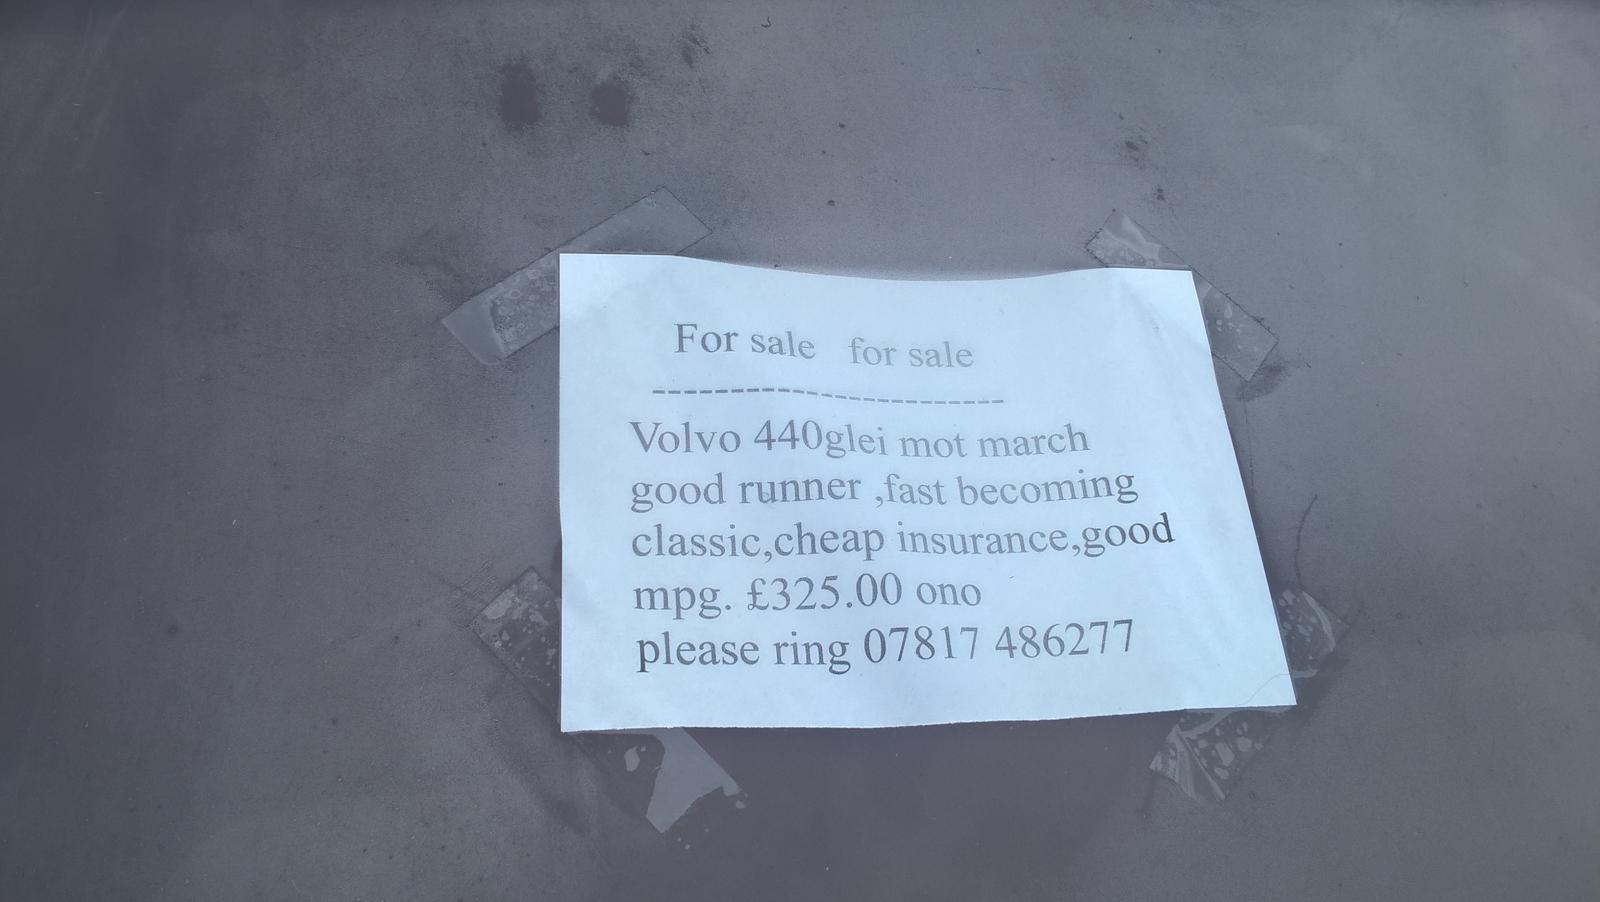 For sale for sale
------------------------------
Volvo 440glei mot march
good runner ,fast becoming
classic,cheap insurance,good
mpg. £325.00 ono
please ring 07817 486277